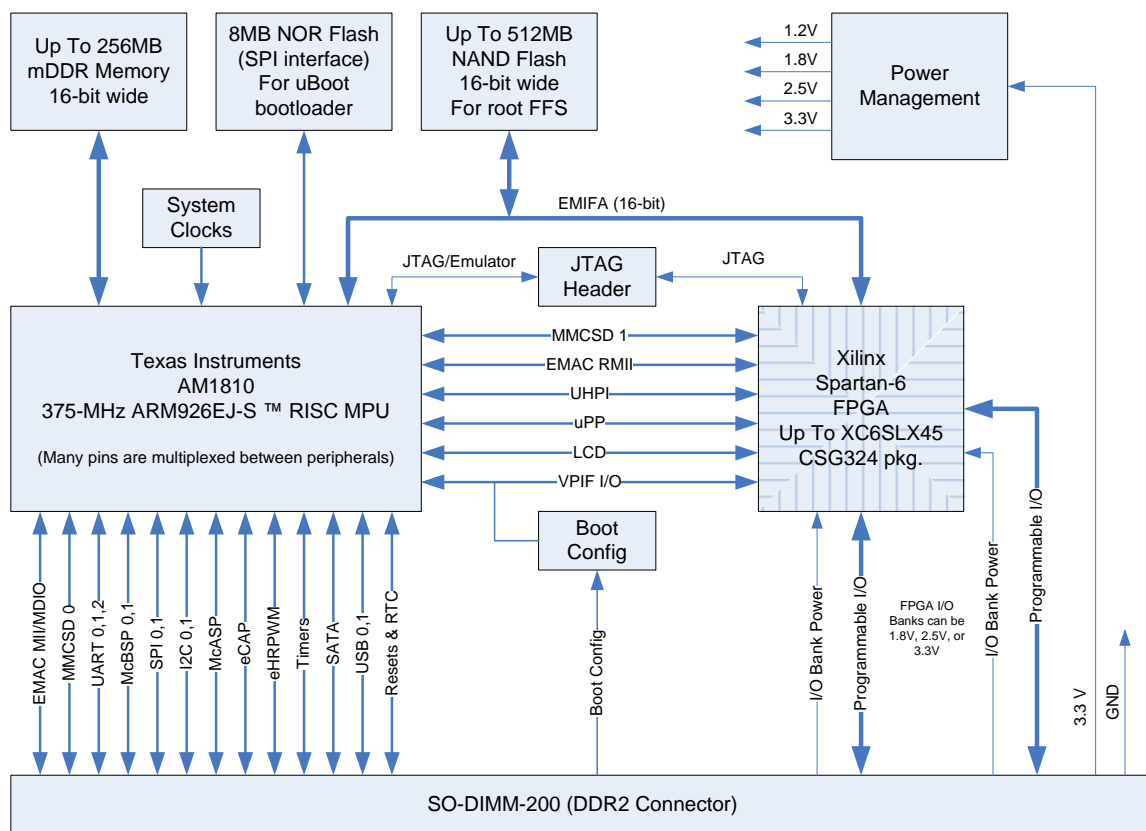 Up To 256MB
mDDR Memory
16-bit wide
8MB NOR Flash
(SPI interface)
For uBoot
bootloader
Up To 512MB
NAND Flash
16-bit wide
For root FFS
1.2V
1.8V
2.5V
3.3V
Power
Management
System
Clocks
EMIFA (16-bit)
JTAG/Emulator
JTAG
Header
JTAG
Texas Instruments
AM1810
375-MHz ARM926EJ-S ™ RISC MPU
(Many pins are multiplexed between peripherals)
MMCSD 1
EMAC RMII
UHPI
uPP
LCD
VPIF I/O
Xilinx
Spartan-6
FPGA
Up To XC6SLX45
CSG324 pkg.
Boot
Config
EMAC MII/MDIO
MMCSD 0
UART 0,1,2
McBSP 0,1
SPI 0,1
I2C 0,1
McASP
eCAP
eHRPWM
Timers
SATA
USB 0,1
Resets & RTC
Boot Config
I/O Bank Power
Programmable I/O
FPGA I/O
Banks can be
1.8V, 2.5V, or
3.3V
I/O Bank Power
Programmable I/O
3.3 V
GND
SO-DIMM-200 (DDR2 Connector)